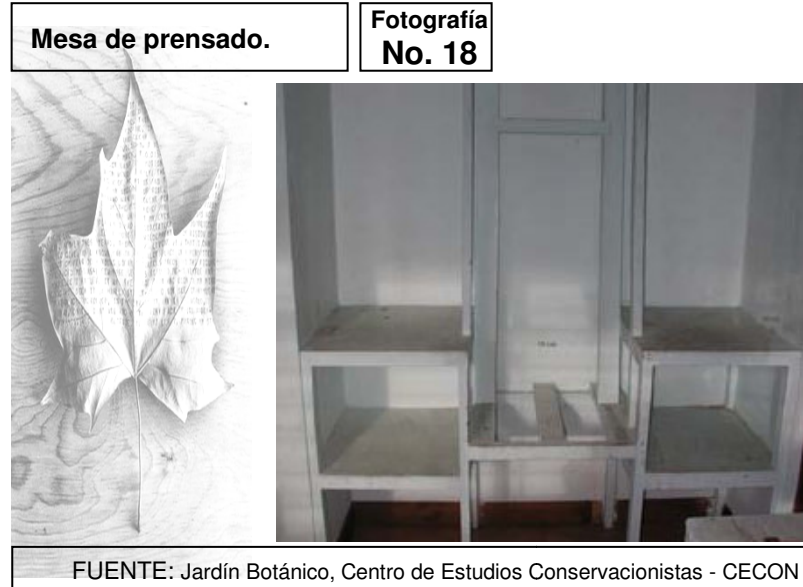 Mesa de prensado.
Fotografía
No. 18
FUENTE: Jardín Botánico, Centro de Estudios Conservacionistas - CECON